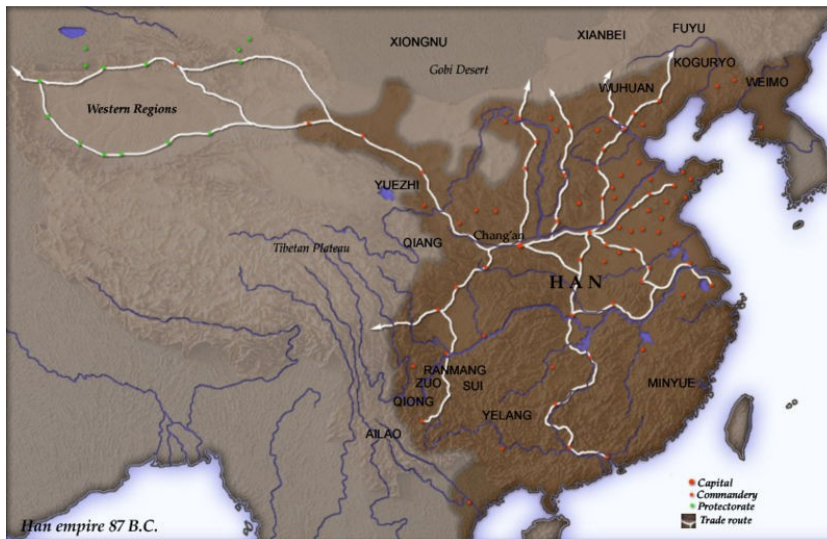 XIONGNU
XIANBEI
FUYU
KOGURYO
Gobi Desert
WEIMO
WUHUAN
Western Regions
YUEZHI
Chang'an
QIANG
Tibetan Plateau
HAN
RANMANG
ZUO
SUI
MINYUE
QIONG
YELANG
AILAO
Capital
Commandery
Protectorate
Trade route
Han empire 87 B.C.